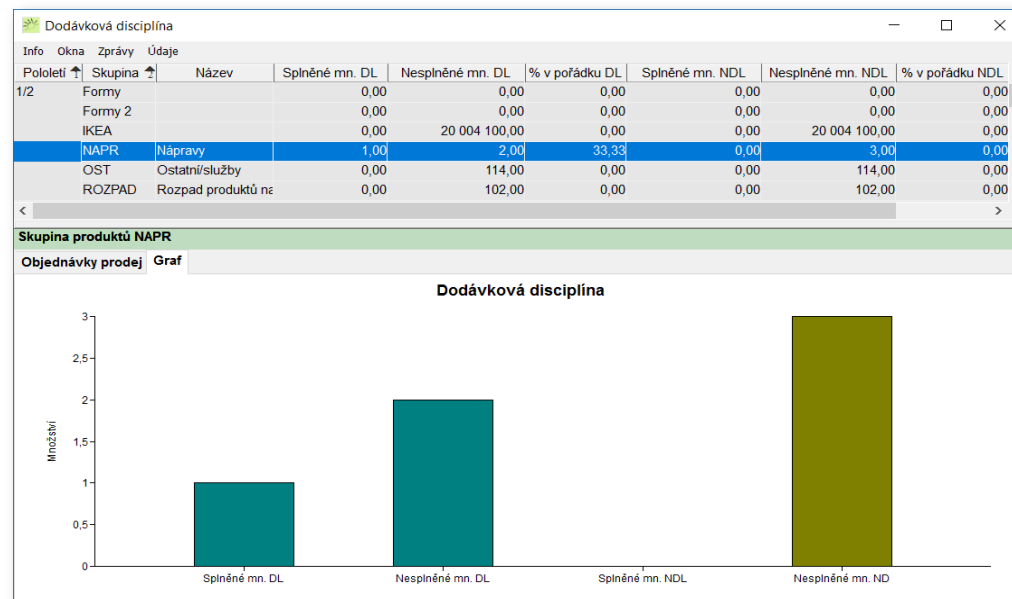 Dodávková disciplína
Info Okna Zprávy Údaje
Pololetí Skupina Název Splněné mn. DL Nesplněné mn. DL % v pořádku DL Splněné mn. NDL Nesplněné mn. NDL % v pořádku NDL
1/2 Formy 0,00 0,00 0,00 0,00 0,00 0,00
Formy 2 0,00 0,00 0,00 0,00 0,00 0,00
IKEA 0,00 20 004 100,00 0,00 0,00 20 004 100,00 0,00
NAPR Nápravy 1,00 2,00 33,33 0,00 3,00 0,00
OST Ostatní/služby 0,00 114,00 0,00 0,00 114,00 0,00
ROZPAD Rozpad produktů na 0,00 102,00 0,00 0,00 102,00 0,00
Skupina produktů NAPR
Objednávky prodej Graf
Dodávková disciplína
3
2,5
2
1,5
1
0,5
0
Množství
Splněné mn. DL Nesplněné mn. DL Splněné mn. NDL Nesplněné mn. ND